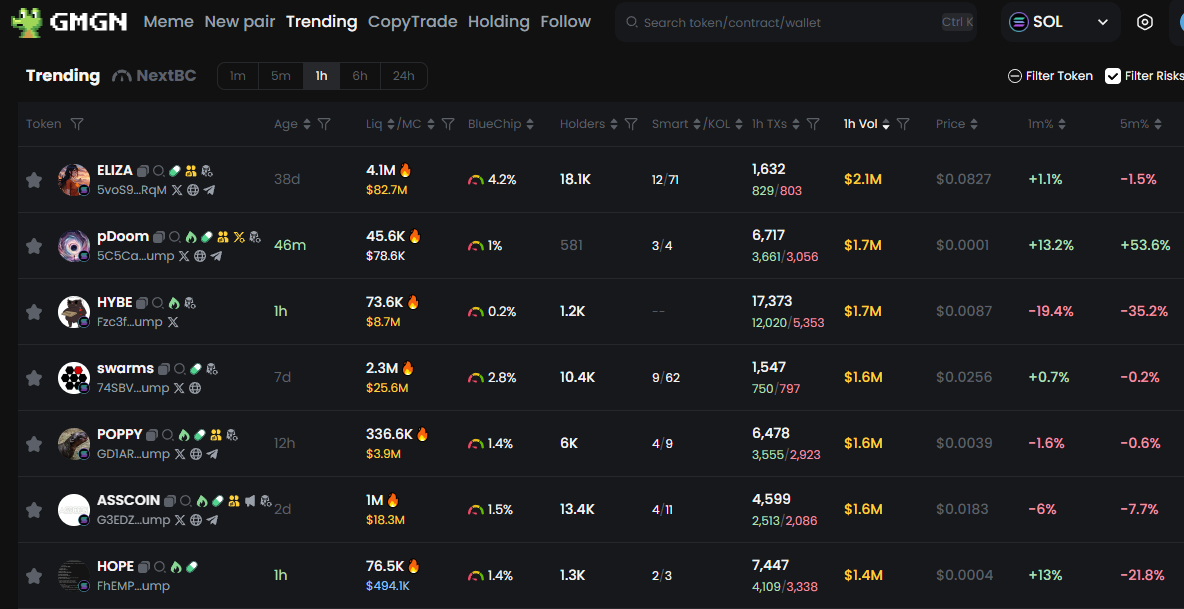 GMGN Meme New pair Trending CopyTrade Holding Follow Search token/contract/wallet Ctrl K SOL
Trending NextBC 1m 5m 1h 6h 24h Filter Token Filter Risks
Token Age Liq /MC BlueChip Holders Smart /KOL 1h TXs 1h Vol Price 1m% 5m%
ELIZA 4.1M 1,632
38d 4.2% 18.1K 12/71 $2.1M $0.0827 +1.1% -1.5%
5voS9...RqM $82.7M 829/803
pDoom 45.6K 6,717
46m 1% 581 3/4 $1.7M $0.0001 +13.2% +53.6%
5C5Ca...ump $78.6K 3,661/3,056
HYBE 73.6K 17,373
1h 0.2% 1.2K -- $1.7M $0.0087 -19.4% -35.2%
Fzc3f...ump $8.7M 12,020/5,353
swarms 2.3M 1,547
7d 2.8% 10.4K 9/62 $1.6M $0.0256 +0.7% -0.2%
74SBV...ump $25.6M 750/797
POPPY 336.6K 6,478
12h 1.4% 6K 4/9 $1.6M $0.0039 -1.6% -0.6%
GD1AR...ump $3.9M 3,555/2,923
ASSCOIN 1M 4,599
2d 1.5% 13.4K 4/11 $1.6M $0.0183 -6% -7.7%
G3EDZ...ump $18.3M 2,513/2,086
HOPE 76.5K 7,447
1h 1.4% 1.3K 2/3 $1.4M $0.0004 +13% -21.8%
FhEMP...ump $494.1K 4,109/3,338